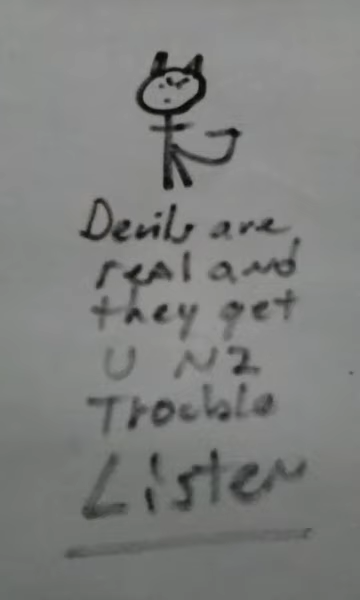 Devils are
real and
they get
U N2
Trouble
Listen